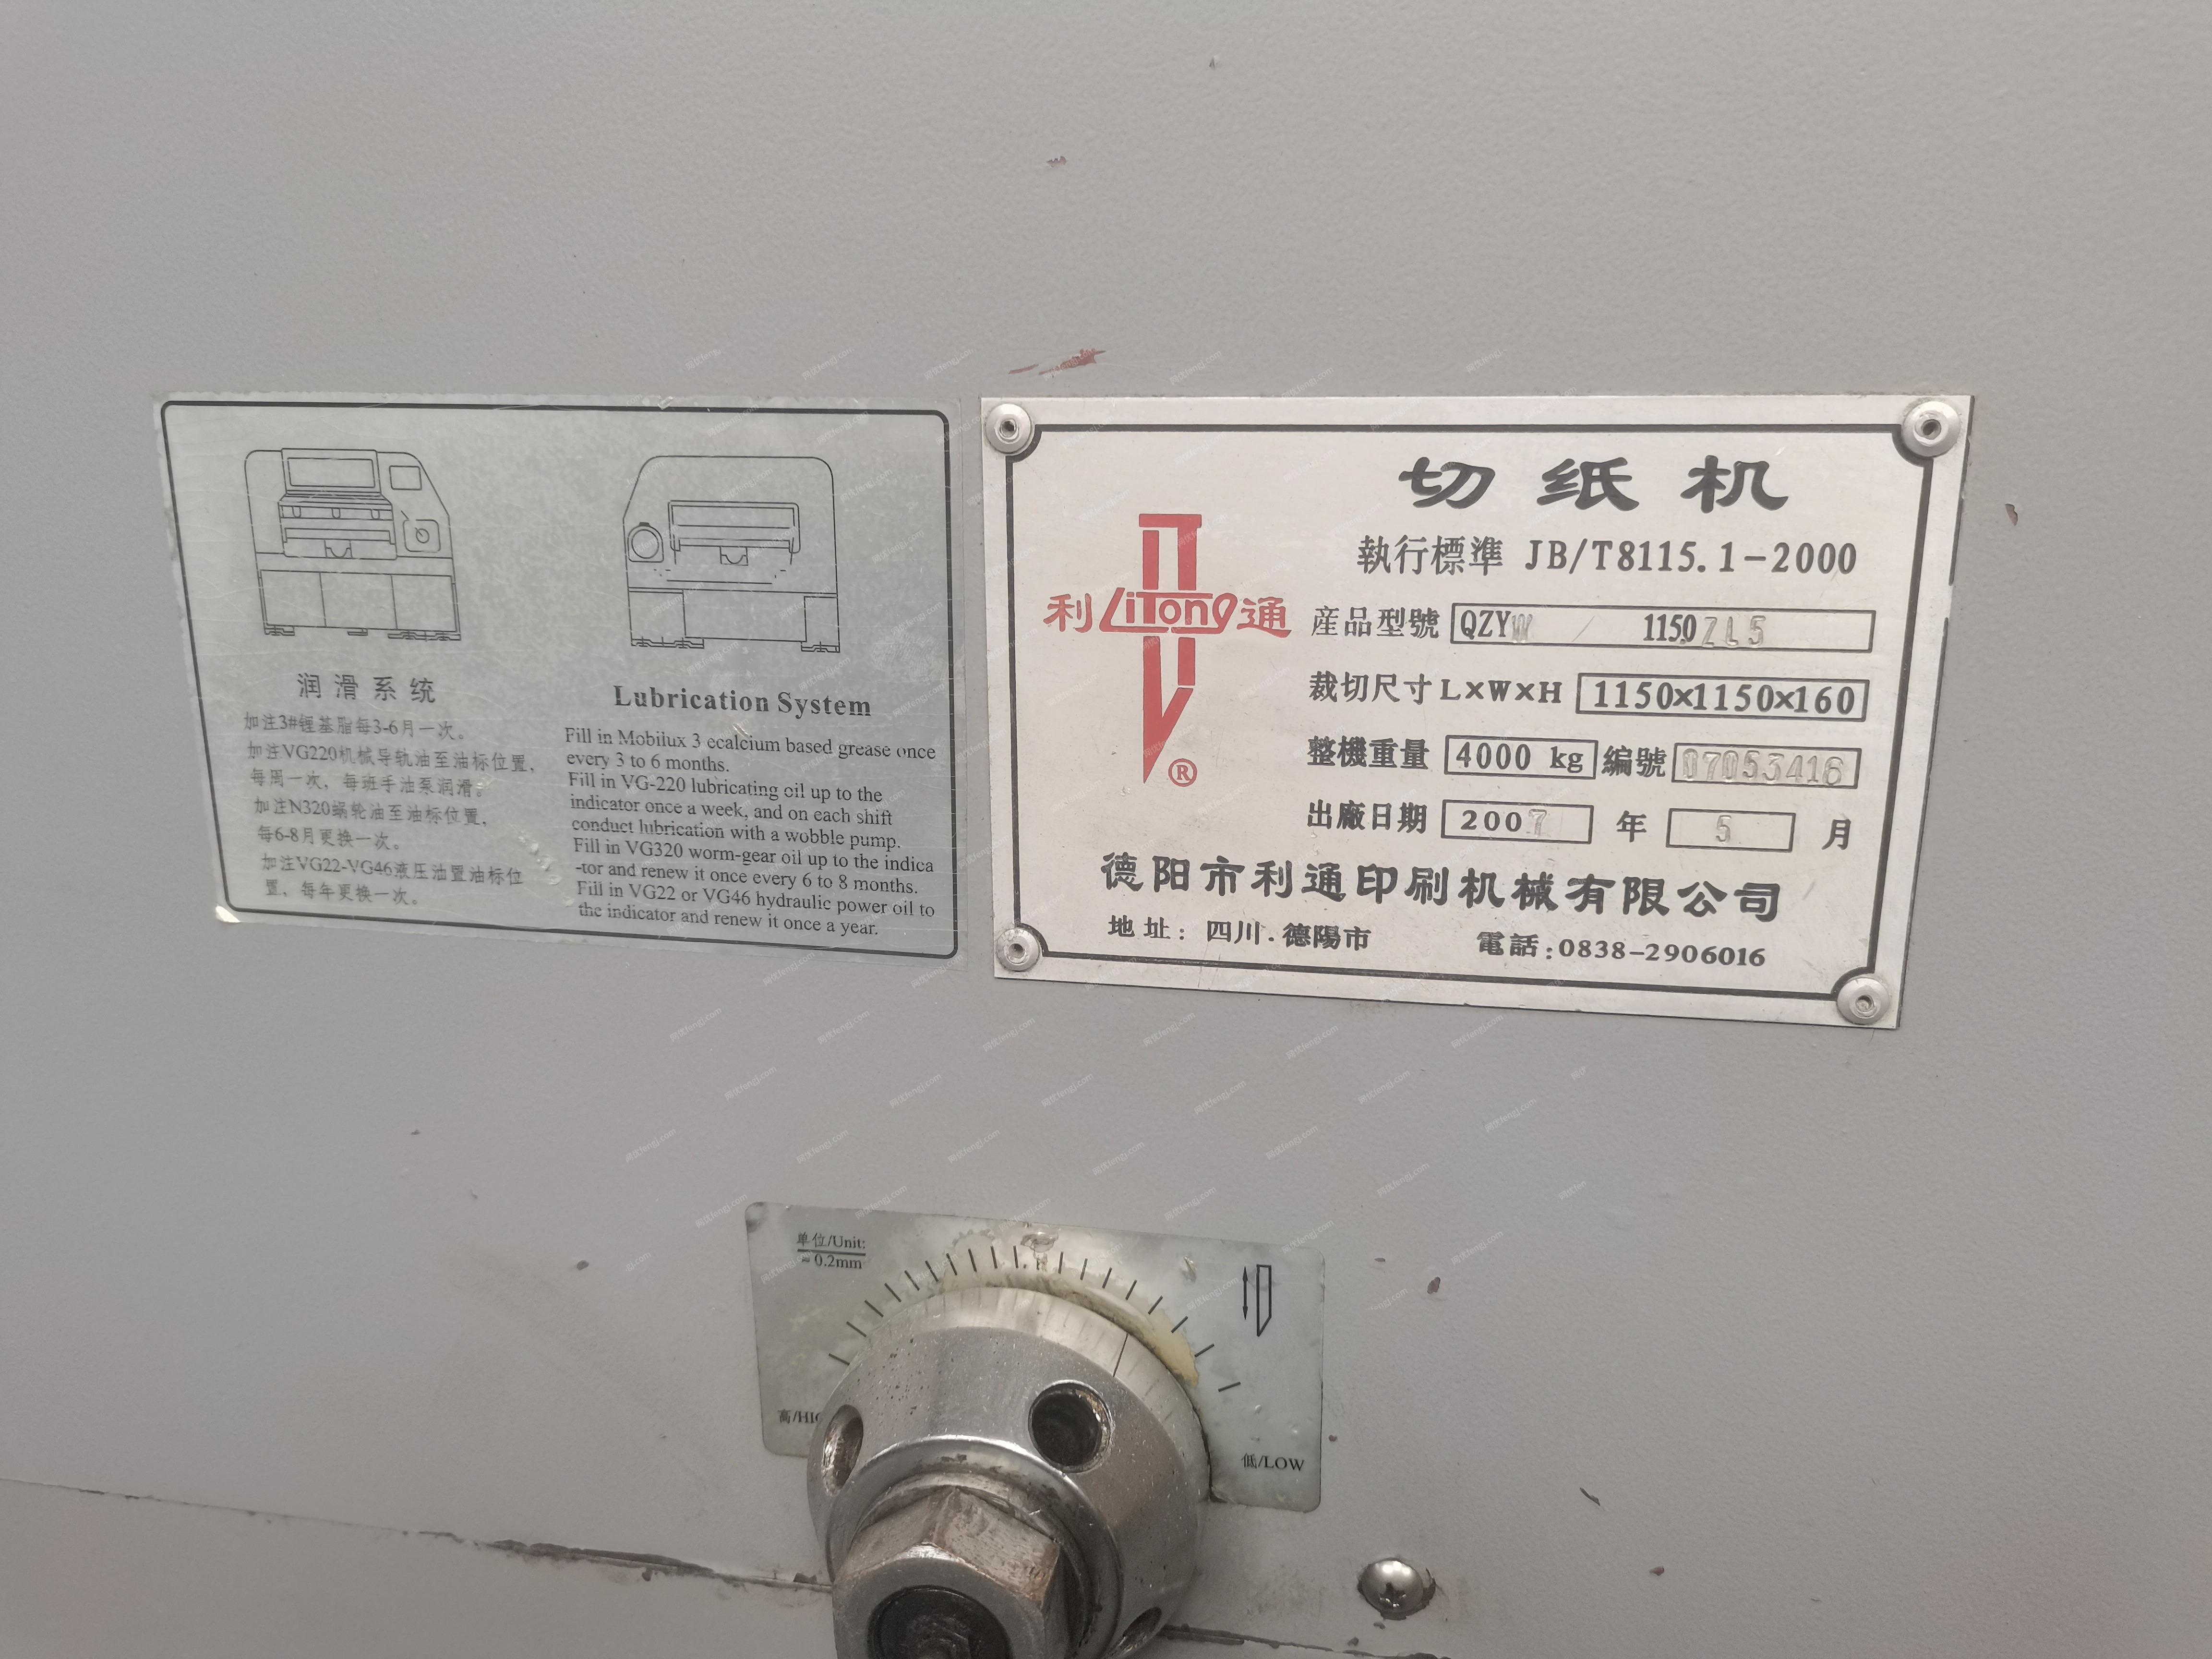 润滑系统
加注3#锂基脂每3-6月一次。
加注VG220机械导轨油至油标位置,
每周一次，每班手油泵润滑。
加注N320蜗轮油至油标位置,
每6-8月更换一次。
加注VG22-VG46液压油置油标位
置，每年更换一次。
Lubrication System
Fill in Mobilux 3 ecalcium based grease once
every 3 to 6 months.
Fill in VG-220 lubricating oil up to the
indicator once a week, and on each shift
conduct lubrication with a wobble pump.
Fill in VG320 worm-gear oil up to the indica
-tor and renew it once every 6 to 8 months.
Fill in VG22 or VG46 hydraulic power oil to
the indicator and renew it once a year.
切纸机
執行標準 JB/T8115.1-2000
利 LiTong 通 ®
産品型號 QZYW / 1150ZL5
裁切尺寸L×W×H 1150×1150×160
整機重量 4000 kg 編號 07053416
出廠日期 2007 年 5 月
德阳市利通印刷机械有限公司
地址: 四川.德陽市 電話:0838-2906016
单位/Unit:
≈0.2mm
低/LOW